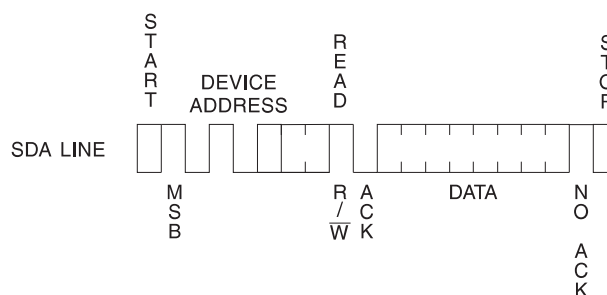 START
DEVICE
ADDRESS
READ
STOP
SDA LINE
MSB
R/W̅
ACK
DATA
NO ACK